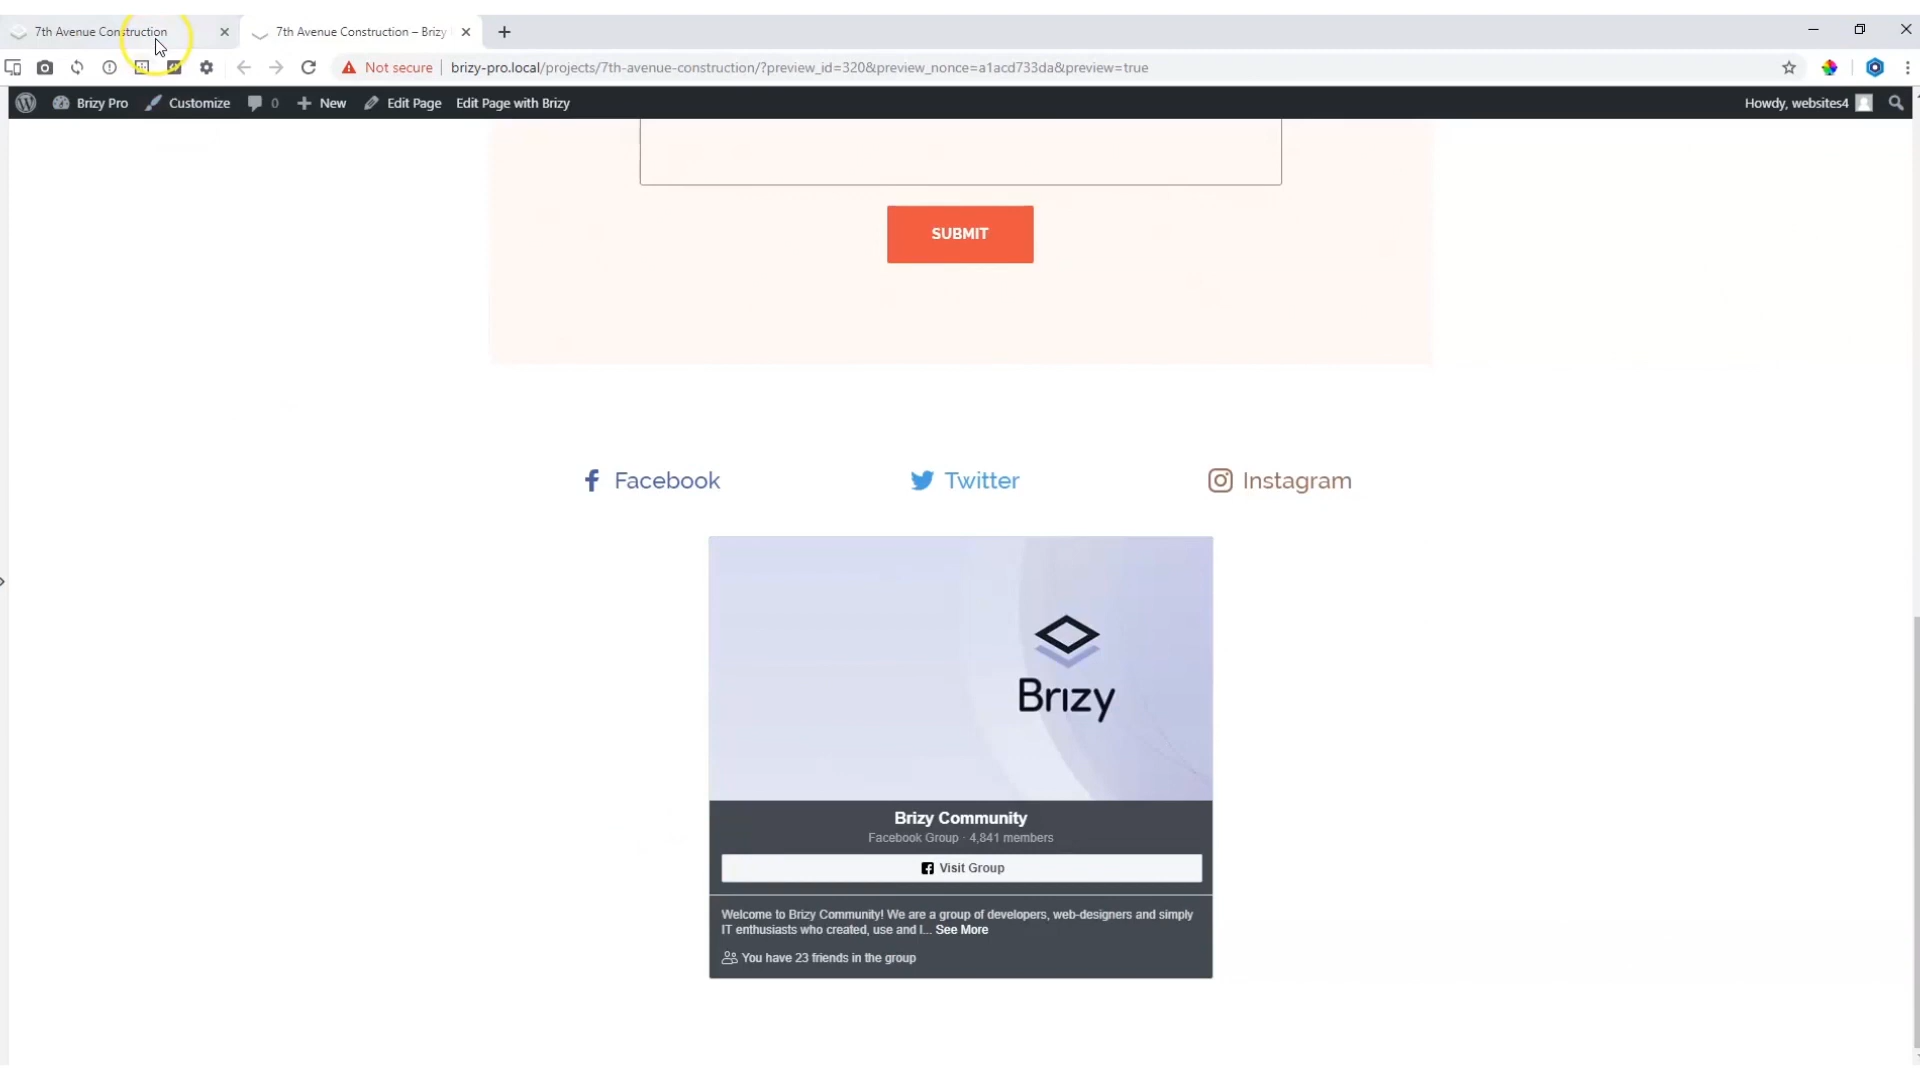 7th Avenue Construction
7th Avenue Construction – Brizy
Not secure
brizy-pro.local/projects/7th-avenue-construction/?preview_id=320&preview_nonce=a1acd733da&preview=true
Brizy Pro
Customize
0
New
Edit Page
Edit Page with Brizy
Howdy, websites4
SUBMIT
Facebook
Twitter
Instagram
Brizy
Brizy Community
Facebook Group · 4,841 members
Visit Group
Welcome to Brizy Community! We are a group of developers, web-designers and simply
IT enthusiasts who created, use and l... See More
You have 23 friends in the group